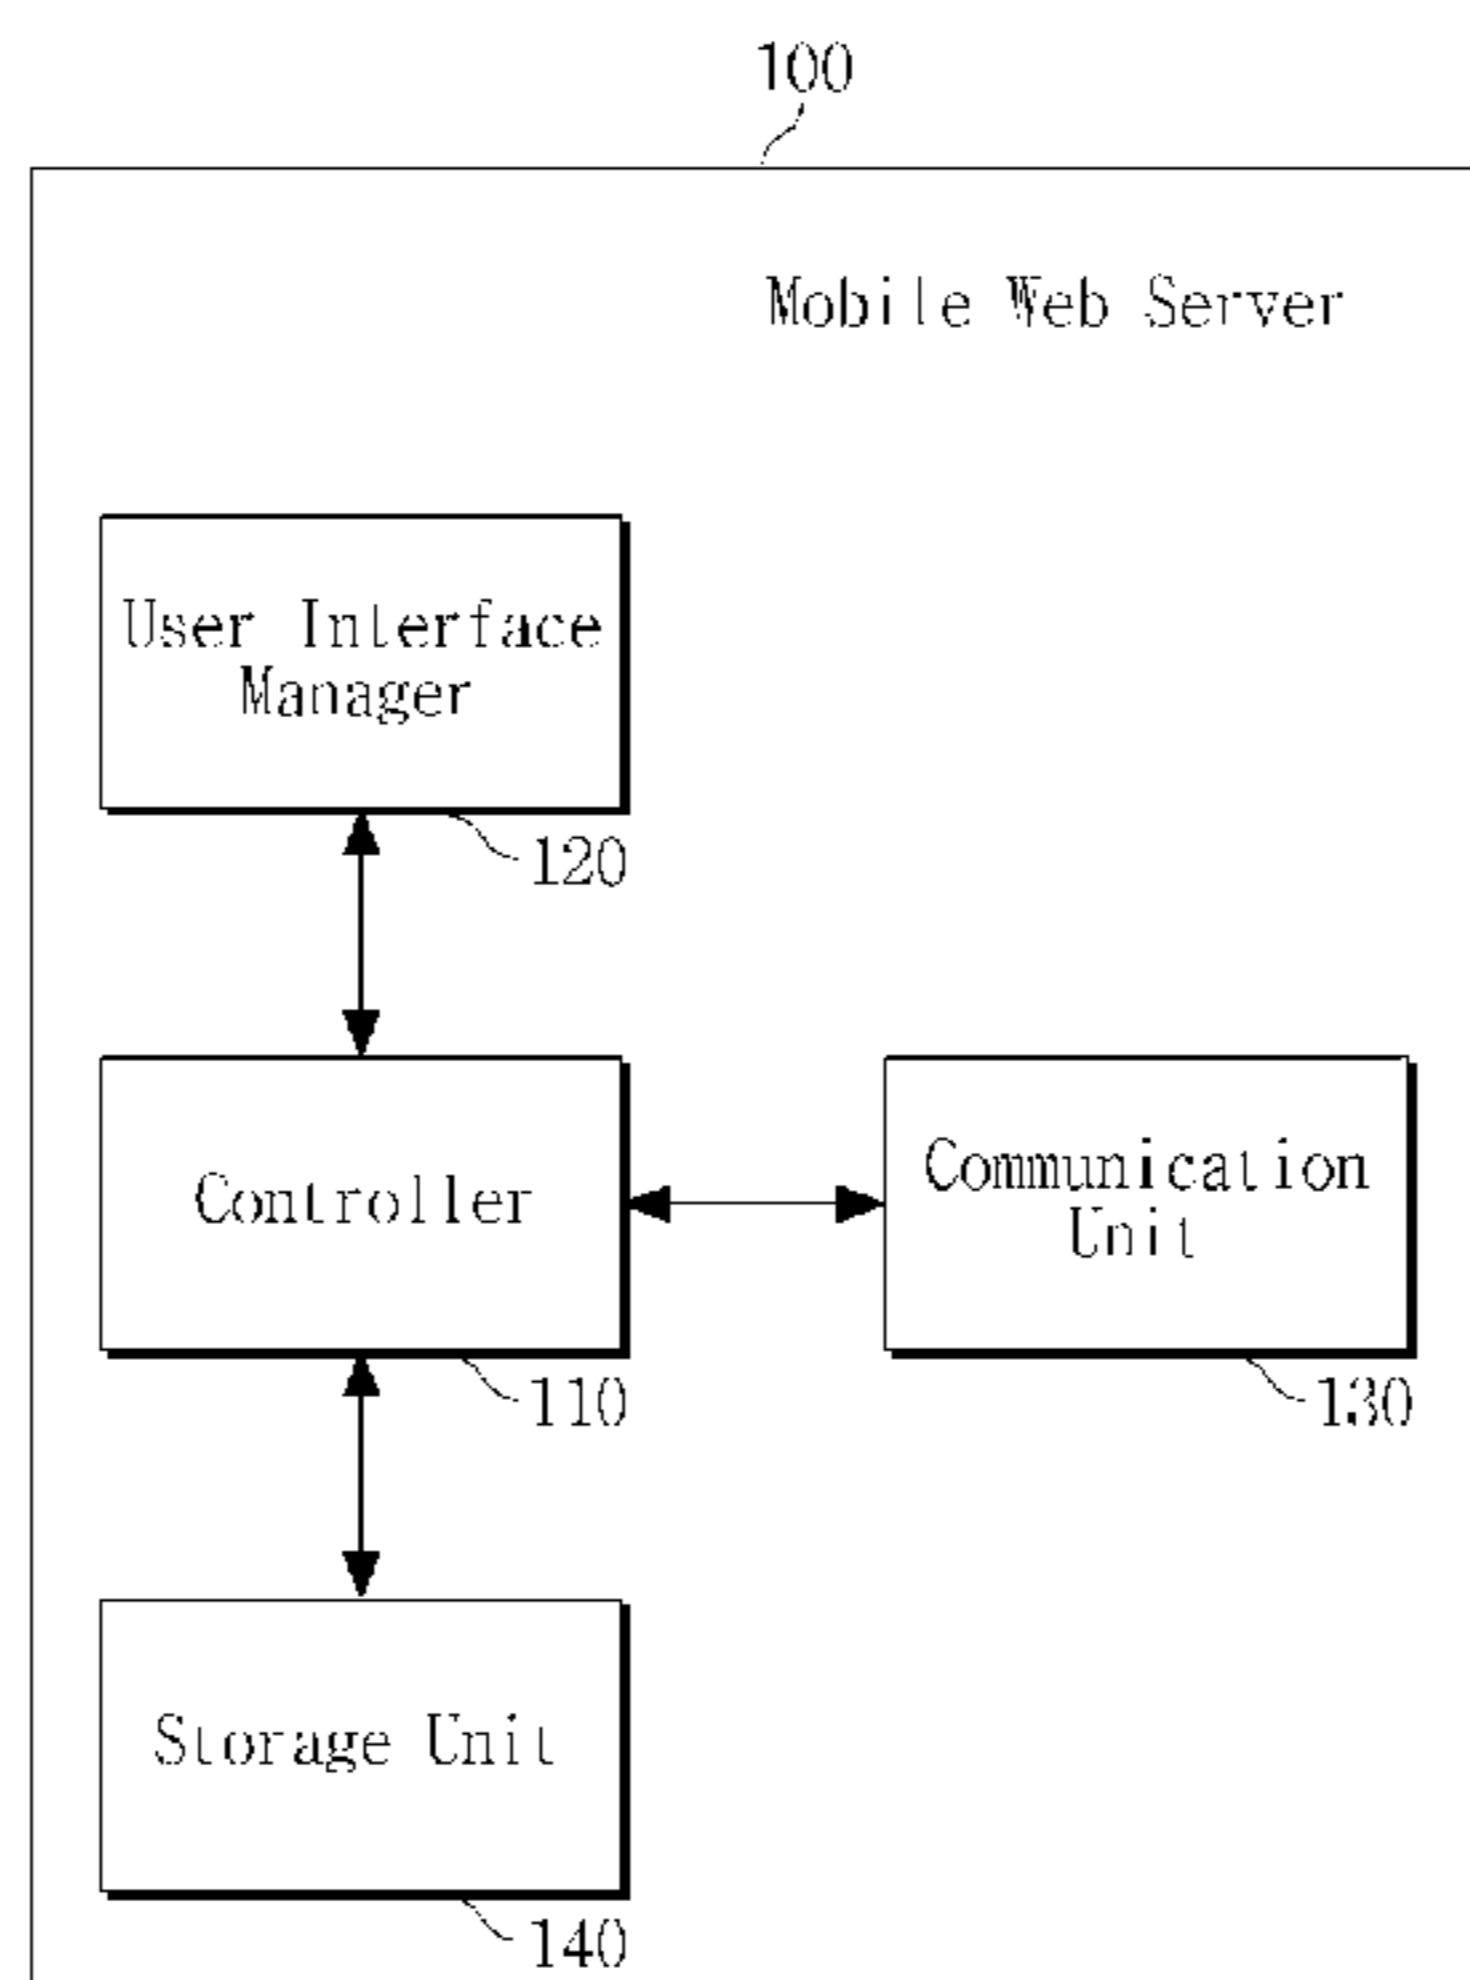 100
Mobile Web Server
User Interface
Manager
120
Controller
Communication
Unit
110
130
Storage Unit
140